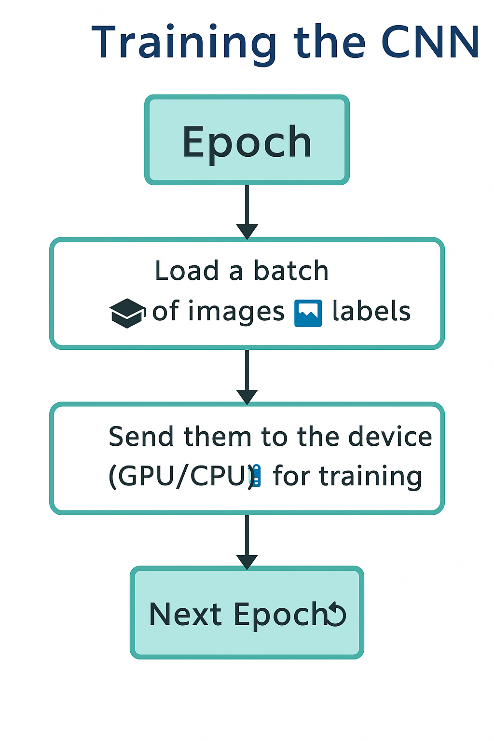 Training the CNN
Epoch
Load a batch
of images labels
Send them to the device
(GPU/CPU) for training
Next Epoch